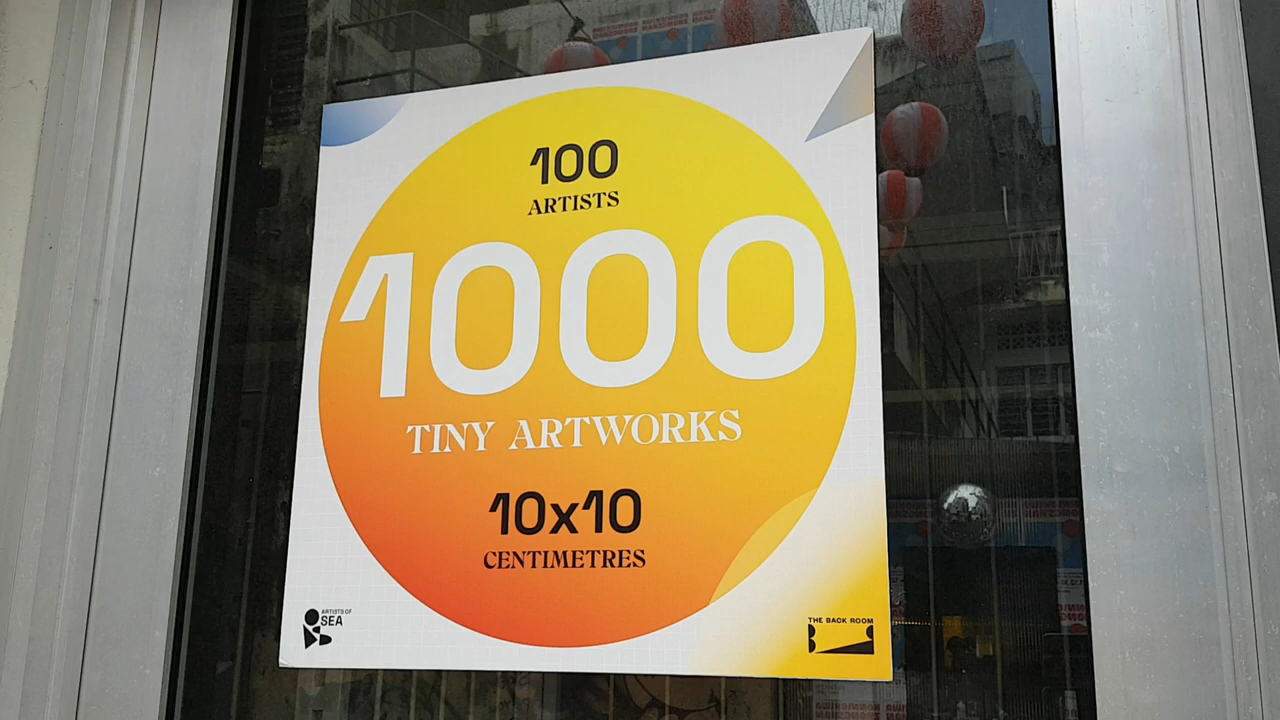 100
ARTISTS
1000
TINY ARTWORKS
10x10
CENTIMETRES
ARTISTS OF
SEA
THE BACK ROOM